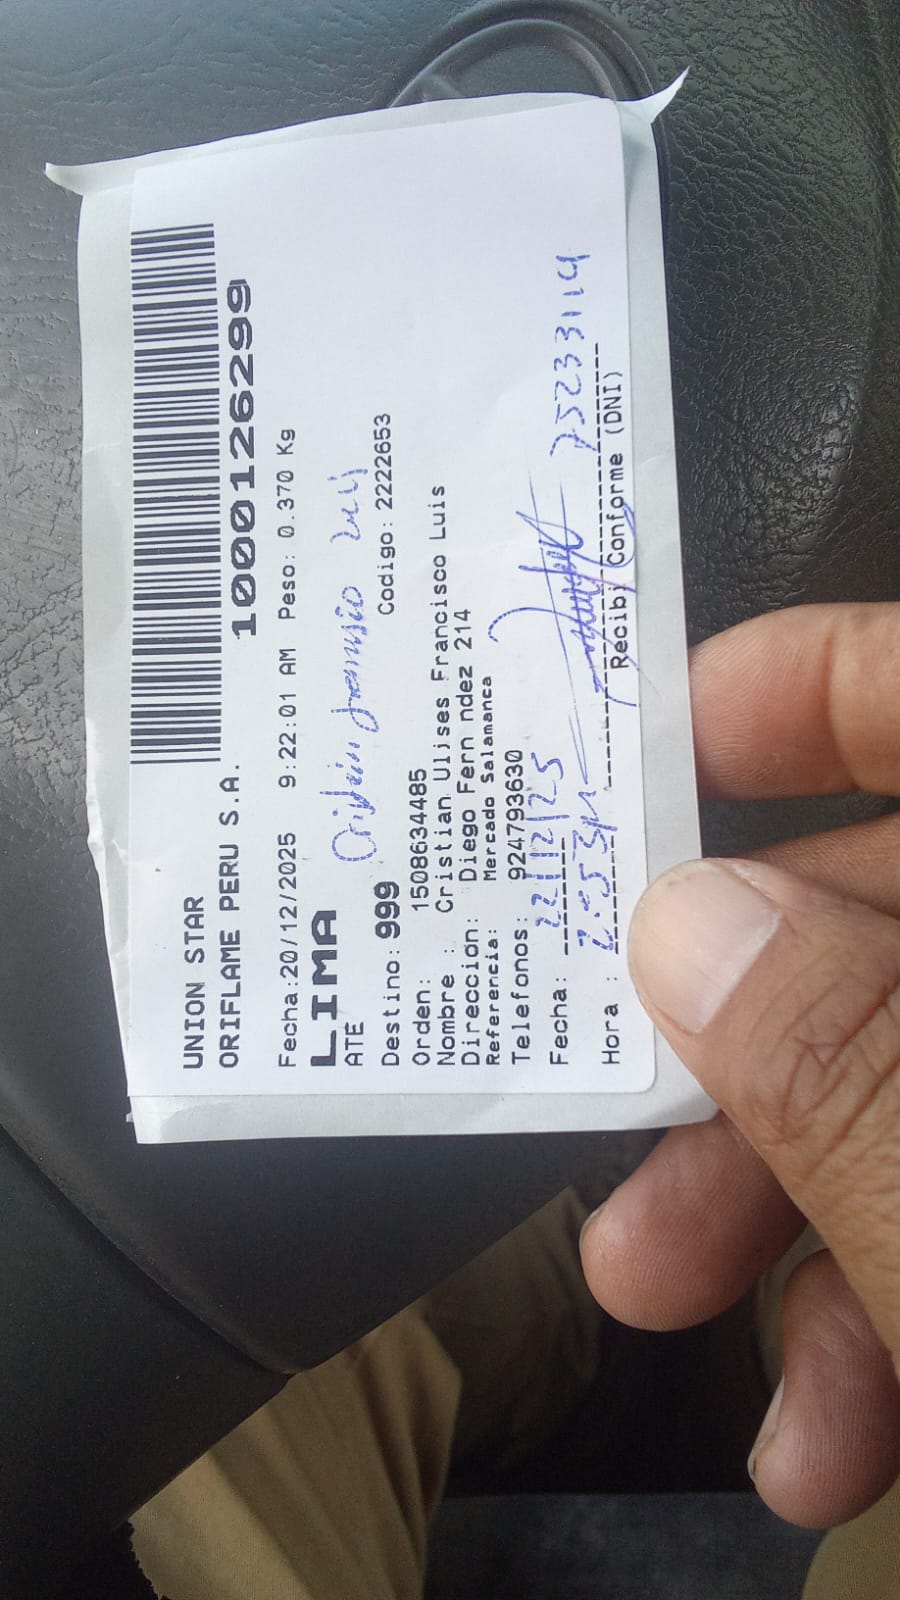 UNION STAR
ORIFLAME PERU S.A.
1000126299
Fecha:20/12/2025 9:22:01 AM Peso: 0.370 Kg
LIMA
ATE
Destino: 999 Codigo: 2222653
Orden: 1508634485
Nombre : Cristian Ulises Francisco Luis
Direccion: Diego Fern ndez 214
Referencia: Mercado Salamanca
Telefonos: 924793630
Fecha: 22/12/25
Hora : 2:53pm 75233114
Recibi Conforme (DNI)